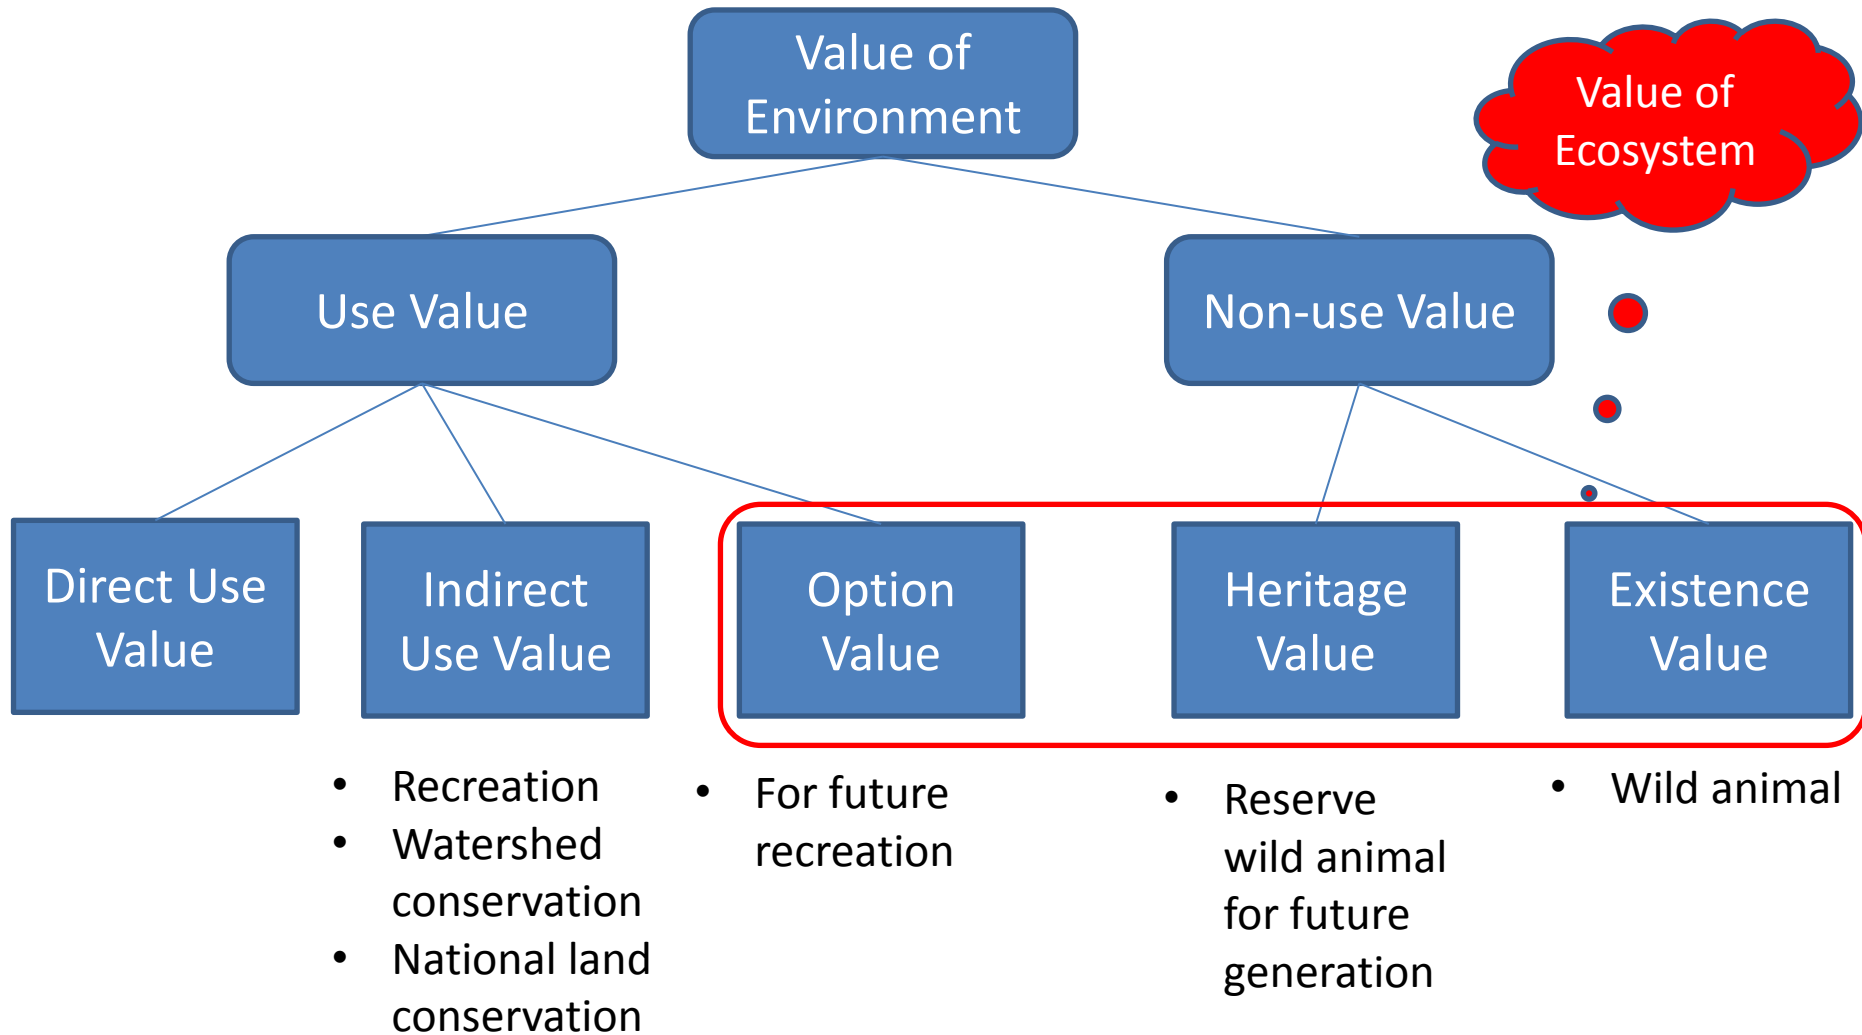 Value of
Environment
Value of
Ecosystem
Use Value
Non-use Value
Direct Use
Value
Indirect
Use Value
Option
Value
Heritage
Value
Existence
Value
• Recreation
• Watershed
conservation
• National land
conservation
• For future
recreation
• Reserve
wild animal
for future
generation
• Wild animal